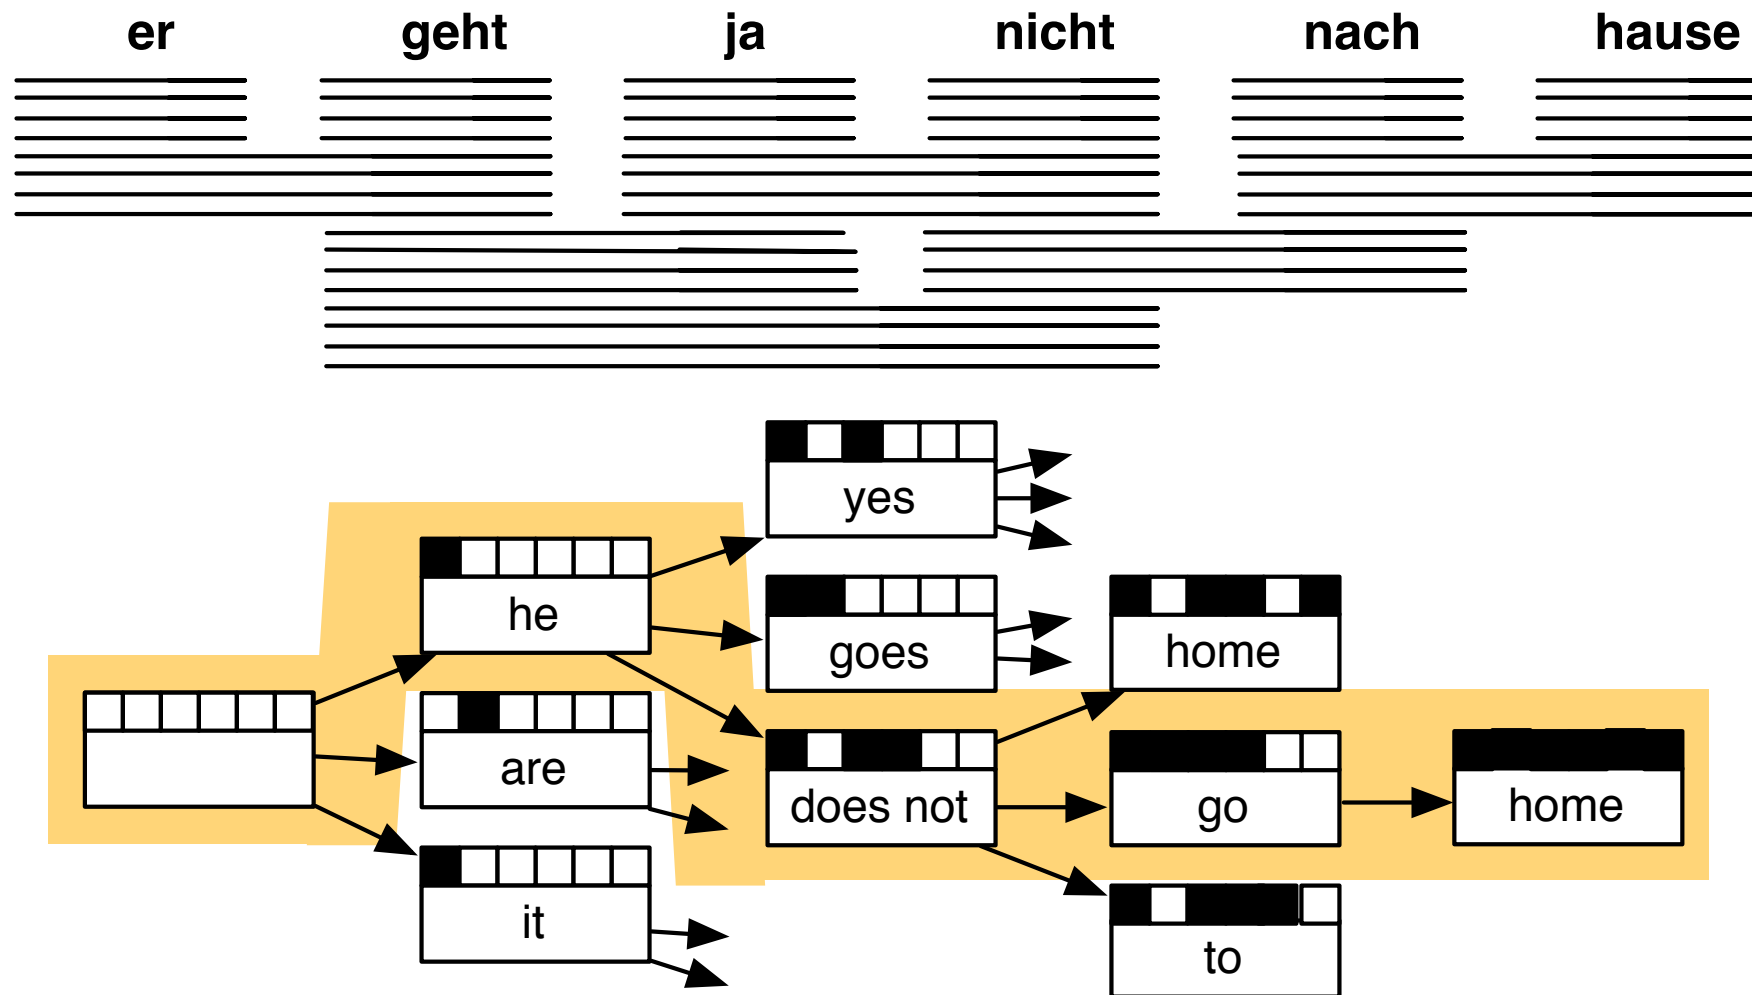 er geht ja nicht nach hause
yes
he
goes
home
are
does not
go
home
it
to